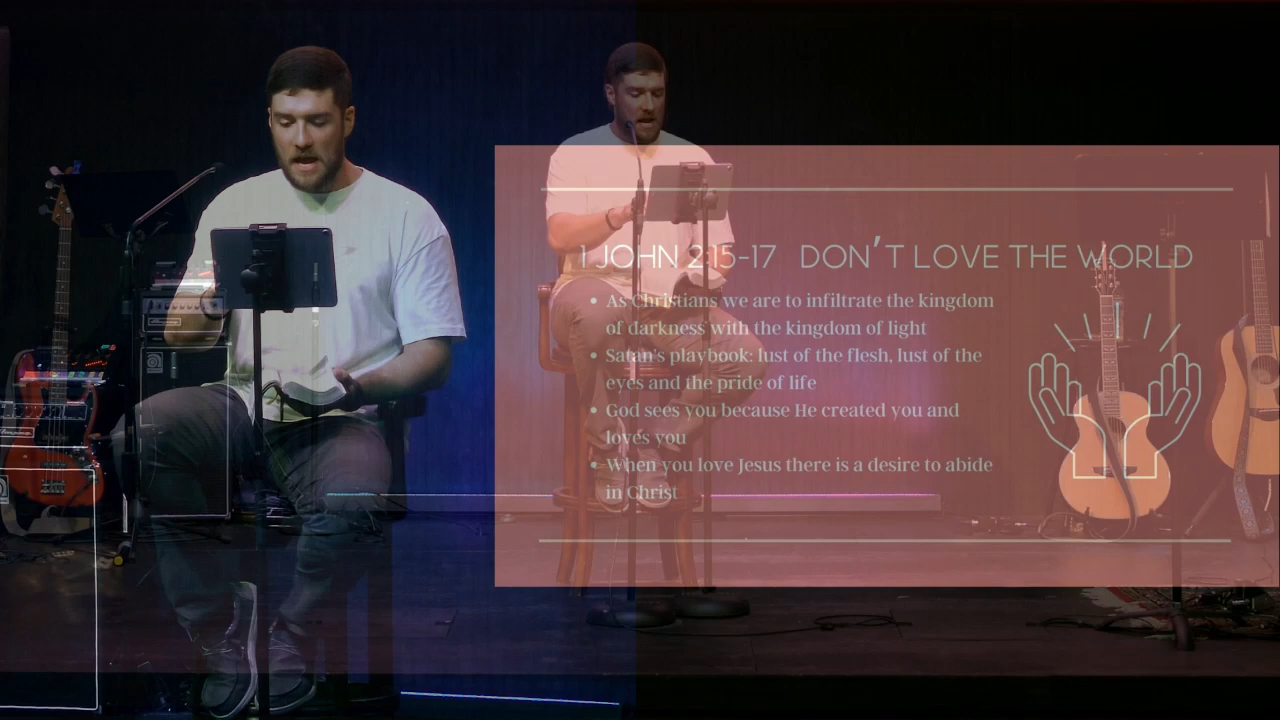 1 JOHN 2:15-17 DON'T LOVE THE WORLD
• As Christians we are to infiltrate the kingdom
of darkness with the kingdom of light
• Satan's playbook: lust of the flesh, lust of the
eyes and the pride of life
• God sees you because He created you and
loves you
• When you love Jesus there is a desire to abide
in Christ